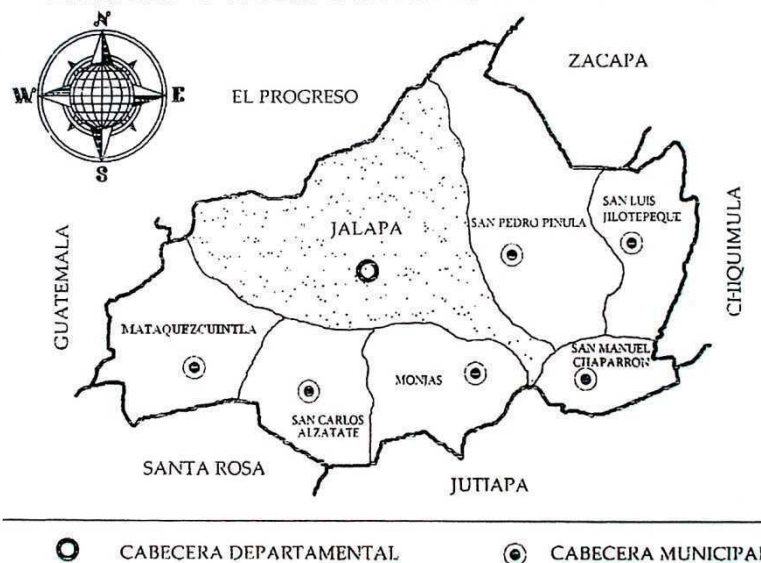 N
W E
S
ZACAPA
EL PROGRESO
SAN LUIS
JILOTEPEQUE
SAN PEDRO PINULA
JALAPA
GUATEMALA
CHIQUIMULA
MATAQUEZCUINTLA
SAN MANUEL
CHAPARRON
MONJAS
SAN CARLOS
ALZATATE
SANTA ROSA
JUTIAPA
CABECERA DEPARTAMENTAL
CABECERA MUNICIPAL